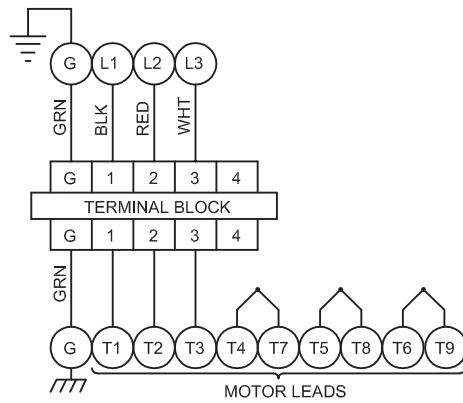 G L1 L2 L3
GRN BLK RED WHT
G 1 2 3 4
TERMINAL BLOCK
G 1 2 3 4
GRN
G T1 T2 T3 T4 T7 T5 T8 T6 T9
MOTOR LEADS